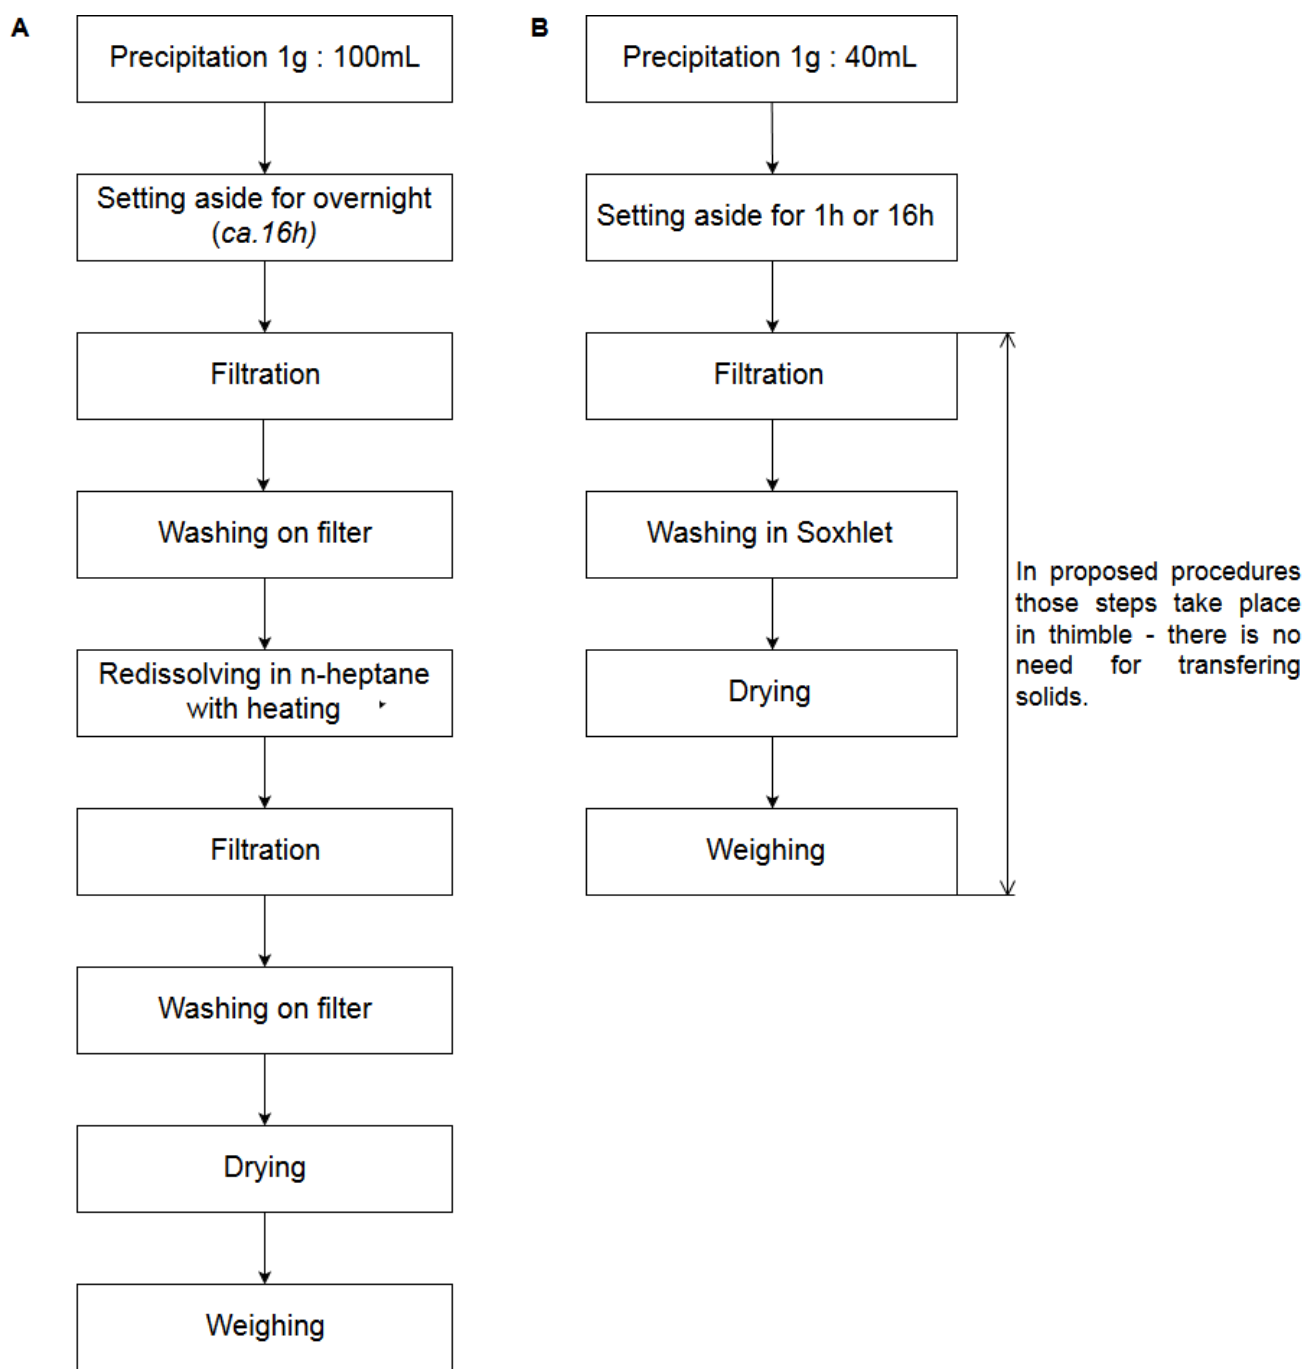 A
Precipitation 1g : 100mL
Setting aside for overnight
(ca.16h)
Filtration
Washing on filter
Redissolving in n-heptane
with heating
Filtration
Washing on filter
Drying
Weighing
B
Precipitation 1g : 40mL
Setting aside for 1h or 16h
Filtration
Washing in Soxhlet
Drying
Weighing
In proposed procedures
those steps take place
in thimble - there is no
need for transfering
solids.